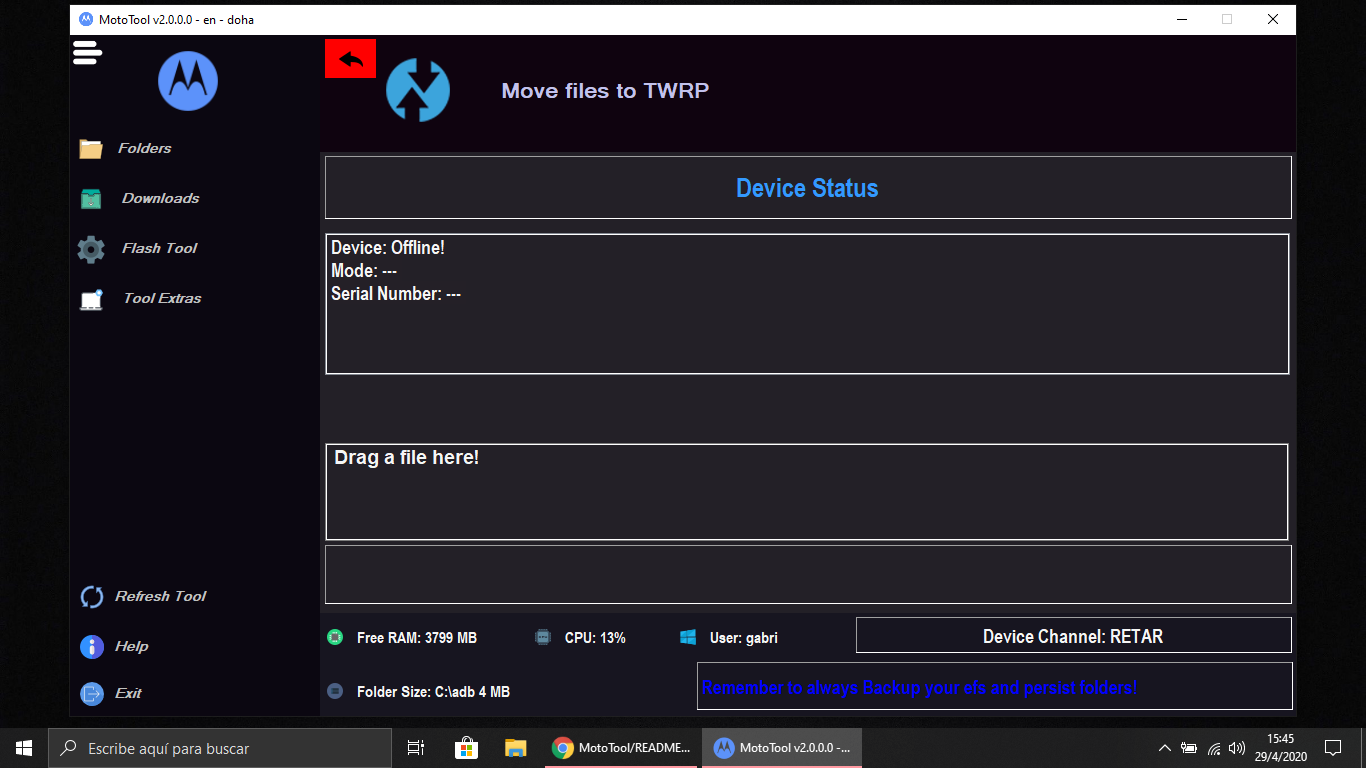 MotoTool v2.0.0.0 - en - doha
Move files to TWRP
Folders
Downloads
Flash Tool
Tool Extras
Device Status
Device: Offline!
Mode: ---
Serial Number: ---
Drag a file here!
Refresh Tool
Help
Exit
Free RAM: 3799 MB
CPU: 13%
User: gabri
Device Channel: RETAR
Folder Size: C:\adb 4 MB
Remember to always Backup your efs and persist folders!
Escribe aquí para buscar
MotoTool/README...
MotoTool v2.0.0.0 -...
15:45
29/4/2020